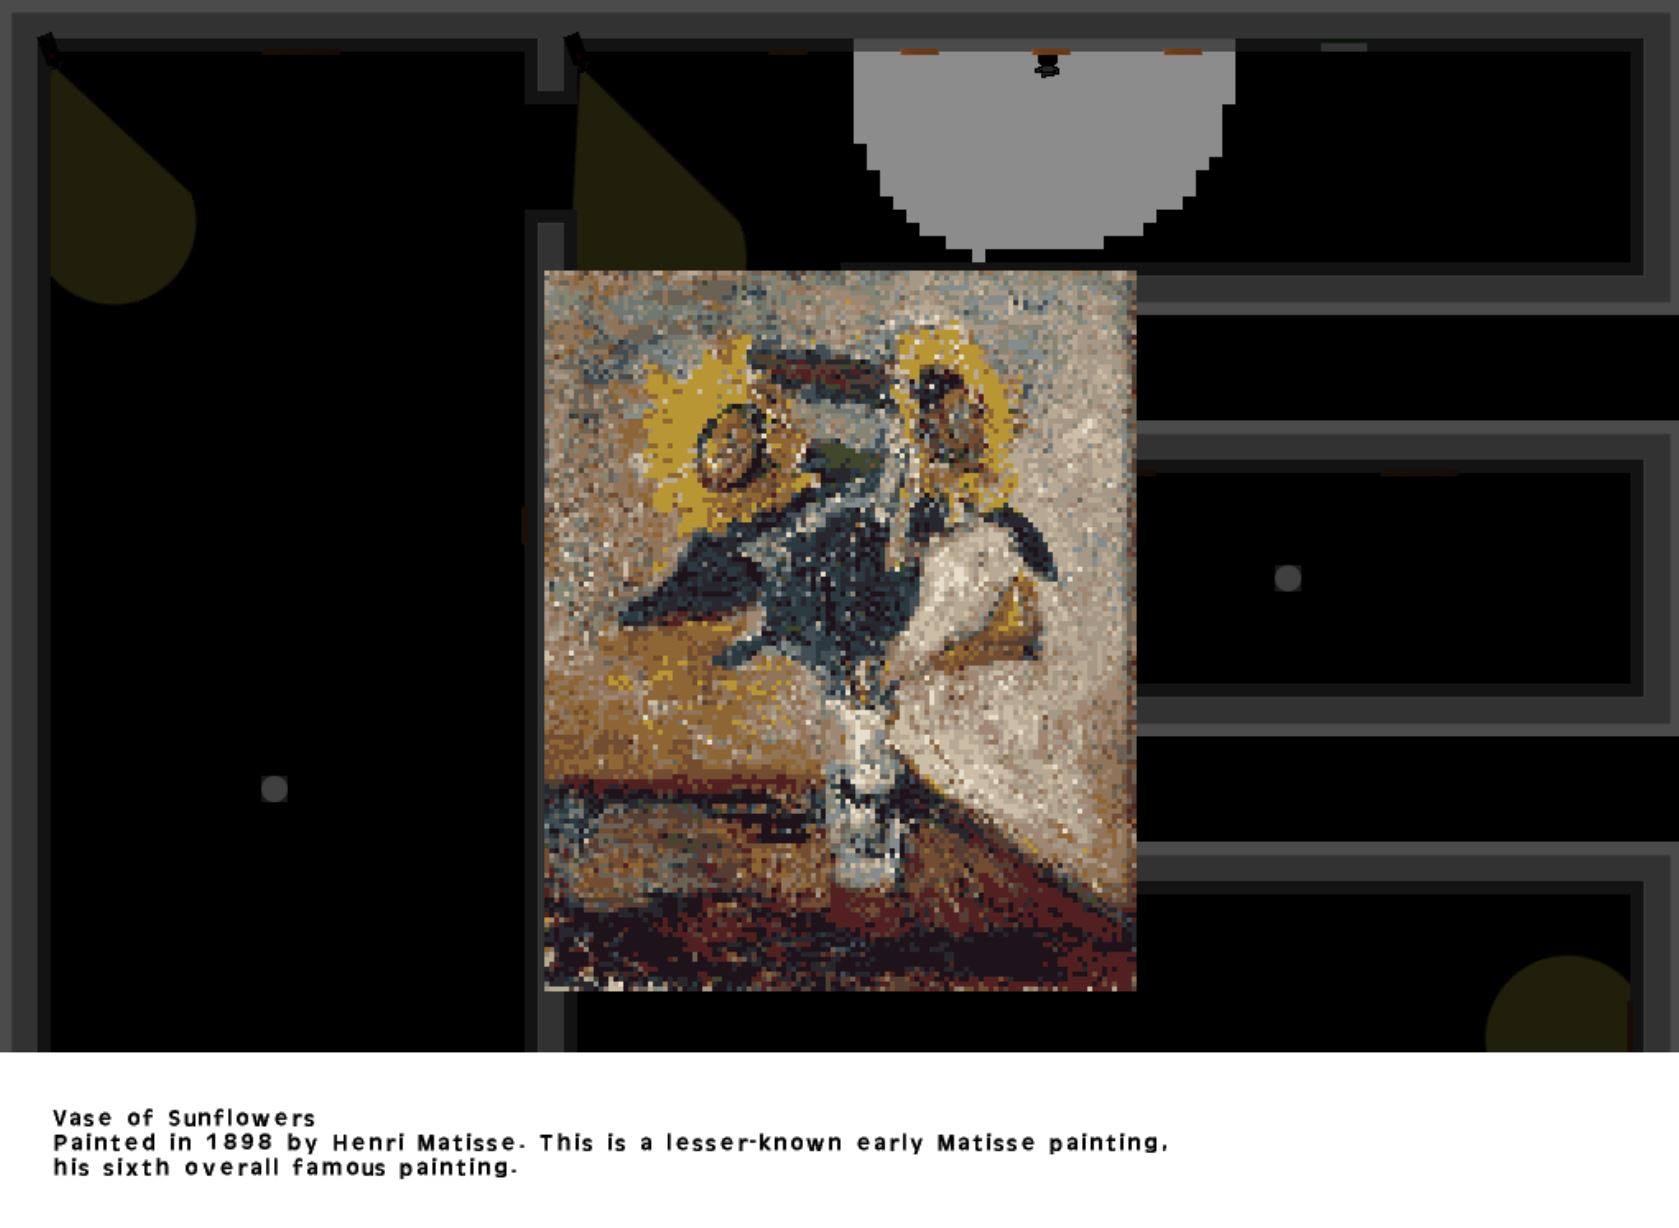 Vase of Sunflowers
Painted in 1898 by Henri Matisse. This is a lesser-known early Matisse painting,
his sixth overall famous painting.